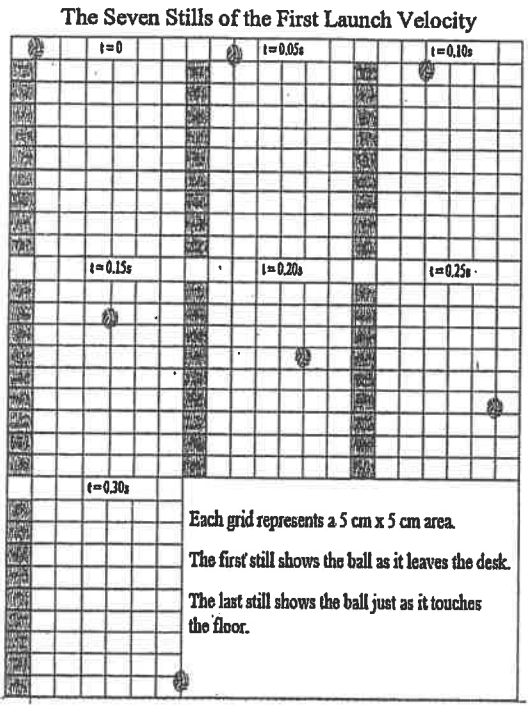 The Seven Stills of the First Launch Velocity
t=0
t=0.05s
t=0.10s
t=0.15s
t=0.20s
t=0.25s
t=0.30s
Each grid represents a 5 cm x 5 cm area.
The first still shows the ball as it leaves the desk.
The last still shows the ball just as it touches
the floor.